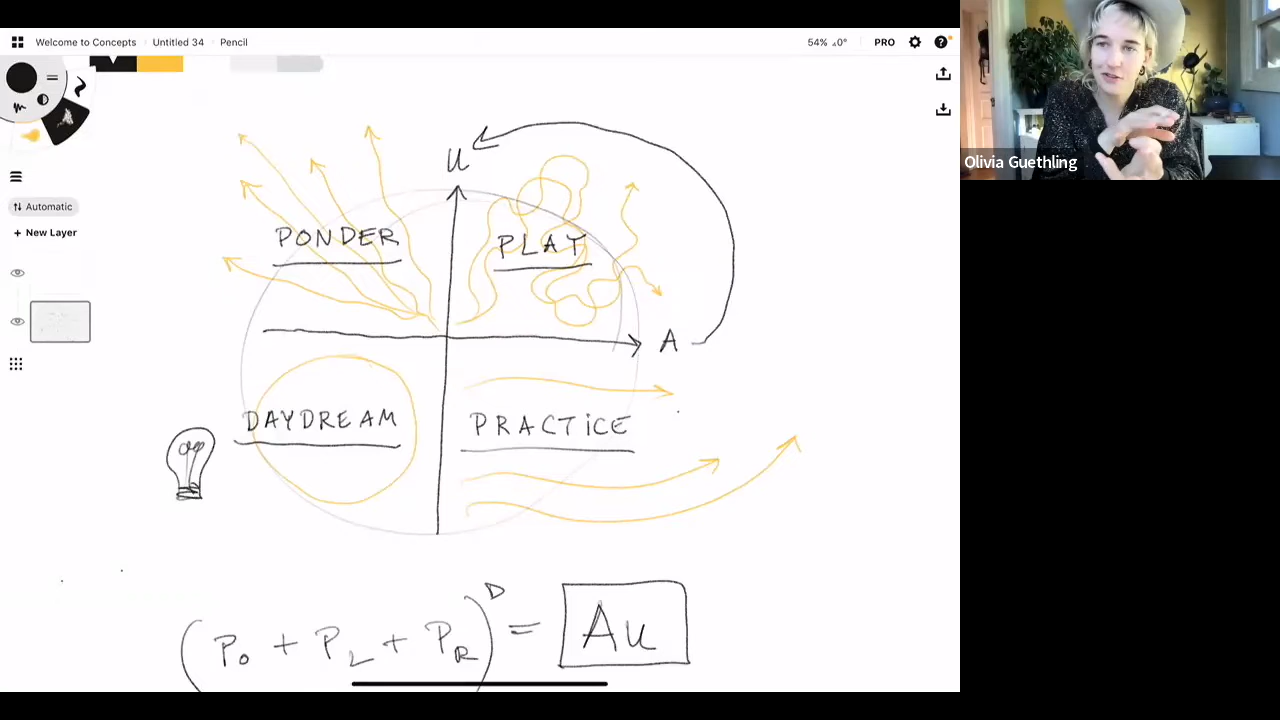 Welcome to Concepts Untitled 34 Pencil
54% 0°
PRO
?
Automatic
+ New Layer
U
PONDER
PLAY
A
DAYDREAM
PRACTICE
(Po + PL + PR)D = Au
Olivia Guethling